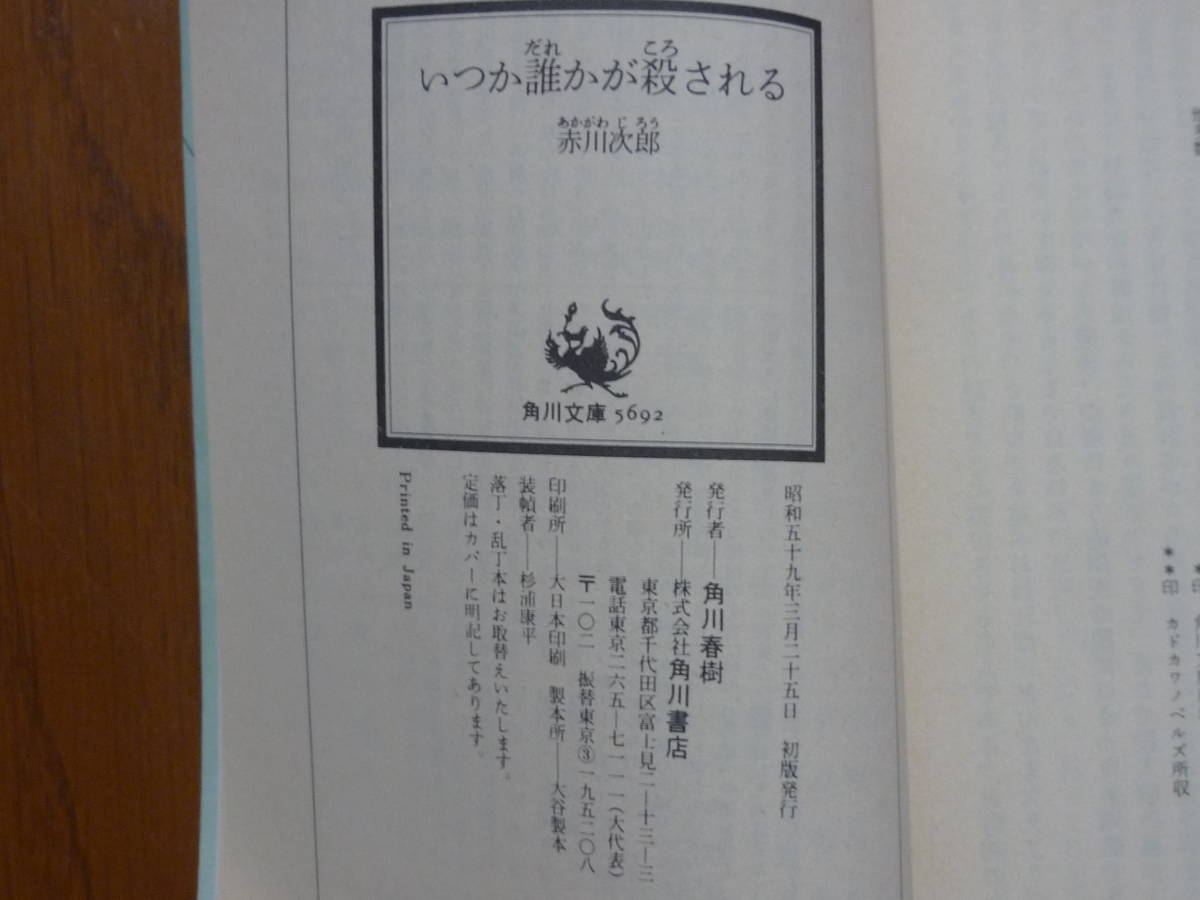 いつか誰かが殺される
だれ ころ
赤川次郎
あかがわ じ ろう
角川文庫 5692
昭和五十九年三月二十五日 初版発行
発行者――角川春樹
発行所――株式会社角川書店
東京都千代田区富士見二―十三―三
電話東京二六五―七一一一(大代表)
〒一〇二 振替東京③一九五二〇八
印刷所――大日本印刷 製本所――大谷製本
装幀者――杉浦康平
落丁・乱丁本はお取替えいたします。
定価はカバーに明記してあります。
Printed in Japan
**印 カドカワノベルズ所収